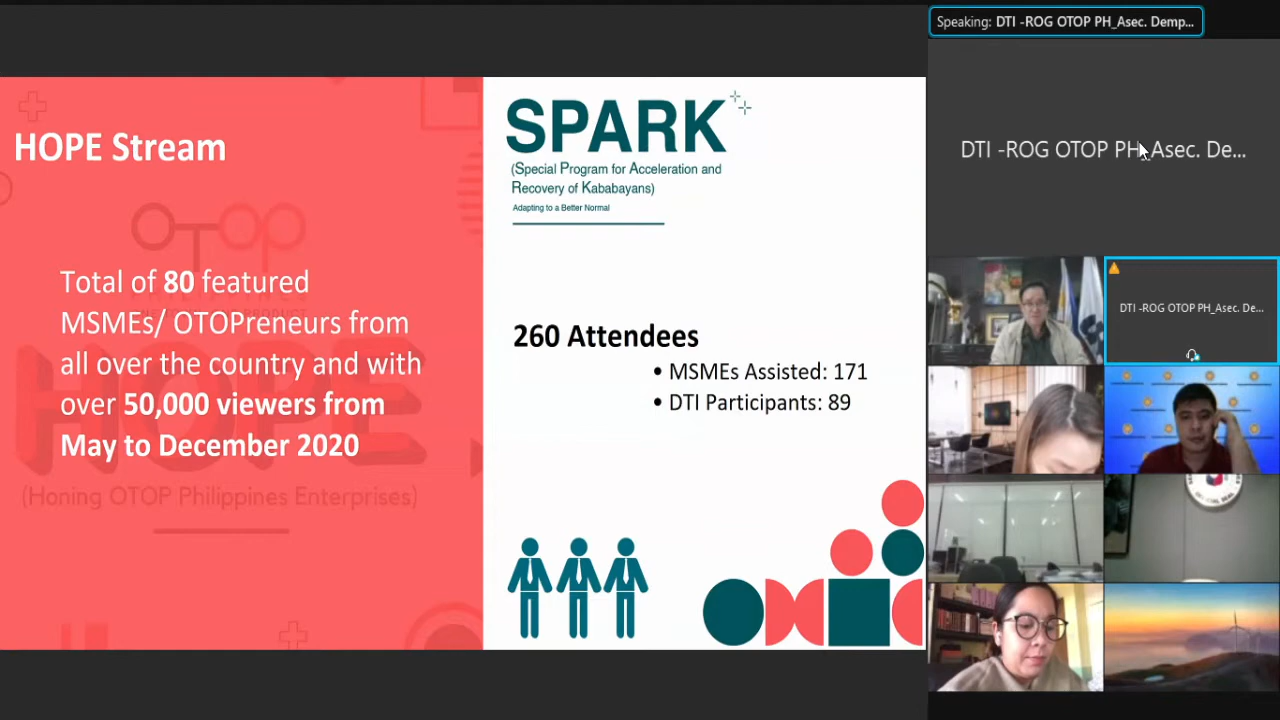 Speaking: DTI -ROG OTOP PH_Asec. Demp...
HOPE Stream
OTOP
PHILIPPINES
Total of 80 featured
MSMEs/ OTOPreneurs from
all over the country and with
over 50,000 viewers from
May to December 2020
HOPE
(Honing OTOP Philippines Enterprises)
SPARK
(Special Program for Acceleration and
Recovery of Kababayans)
Adapting to a Better Normal
260 Attendees
• MSMEs Assisted: 171
• DTI Participants: 89
DTI -ROG OTOP PH_Asec. De...
DTI -ROG OTOP PH_Asec. De...